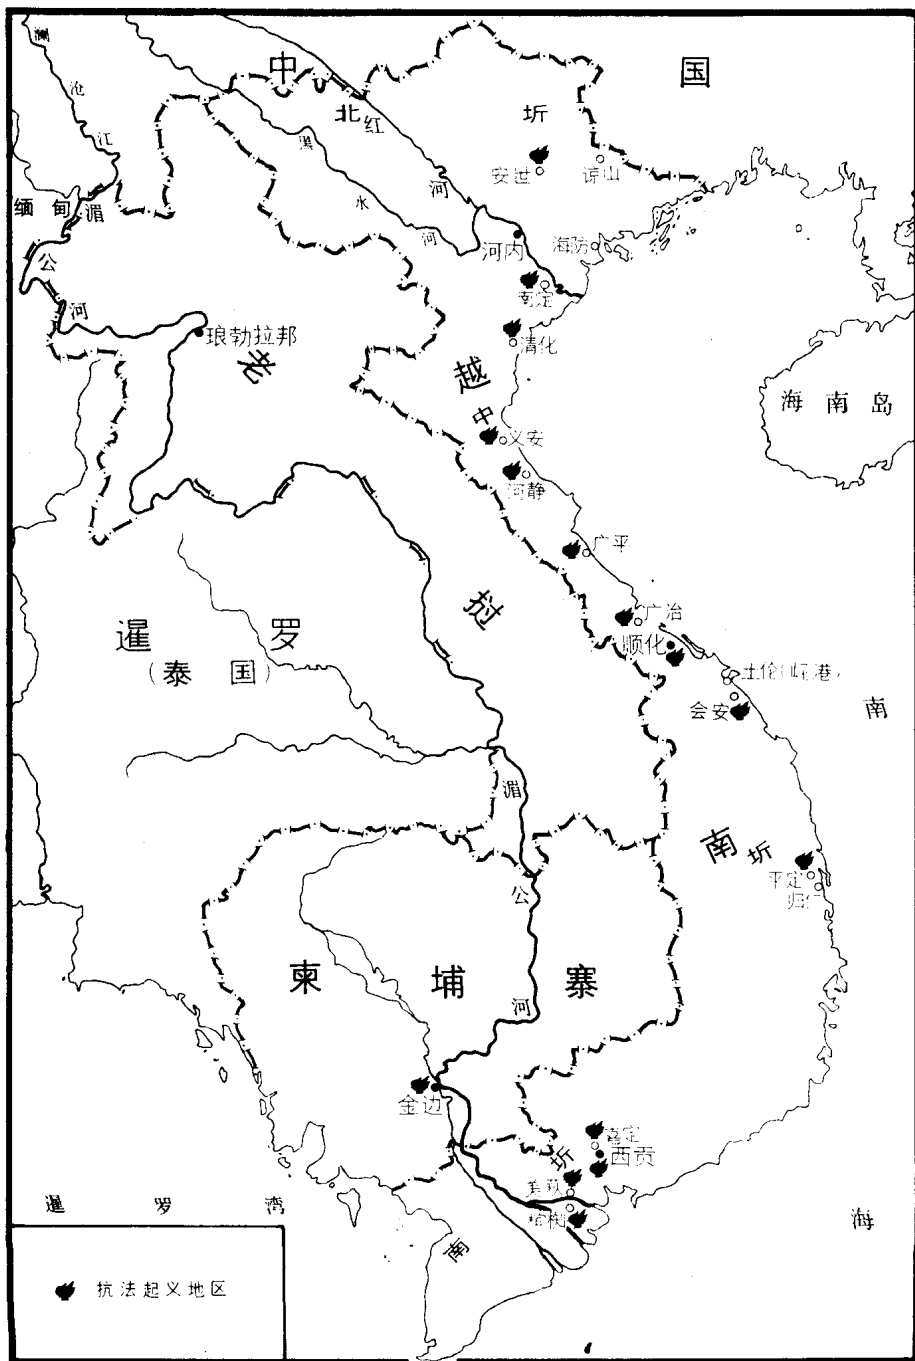 中 国
澜沧江
北圻
红河
黑水河
安世
谅山
缅甸
湄公河
河内
海防
南定
琅勃拉邦
清化
老挝
越南
海南岛
中圻
义安
河静
广平
暹罗
(泰国)
广治
顺化
土伦(岘港)
会安
南海
湄公河
平定
归仁
柬埔寨
金边
嘉定
西贡
美萩
槟椥
南圻
暹罗湾
抗法起义地区